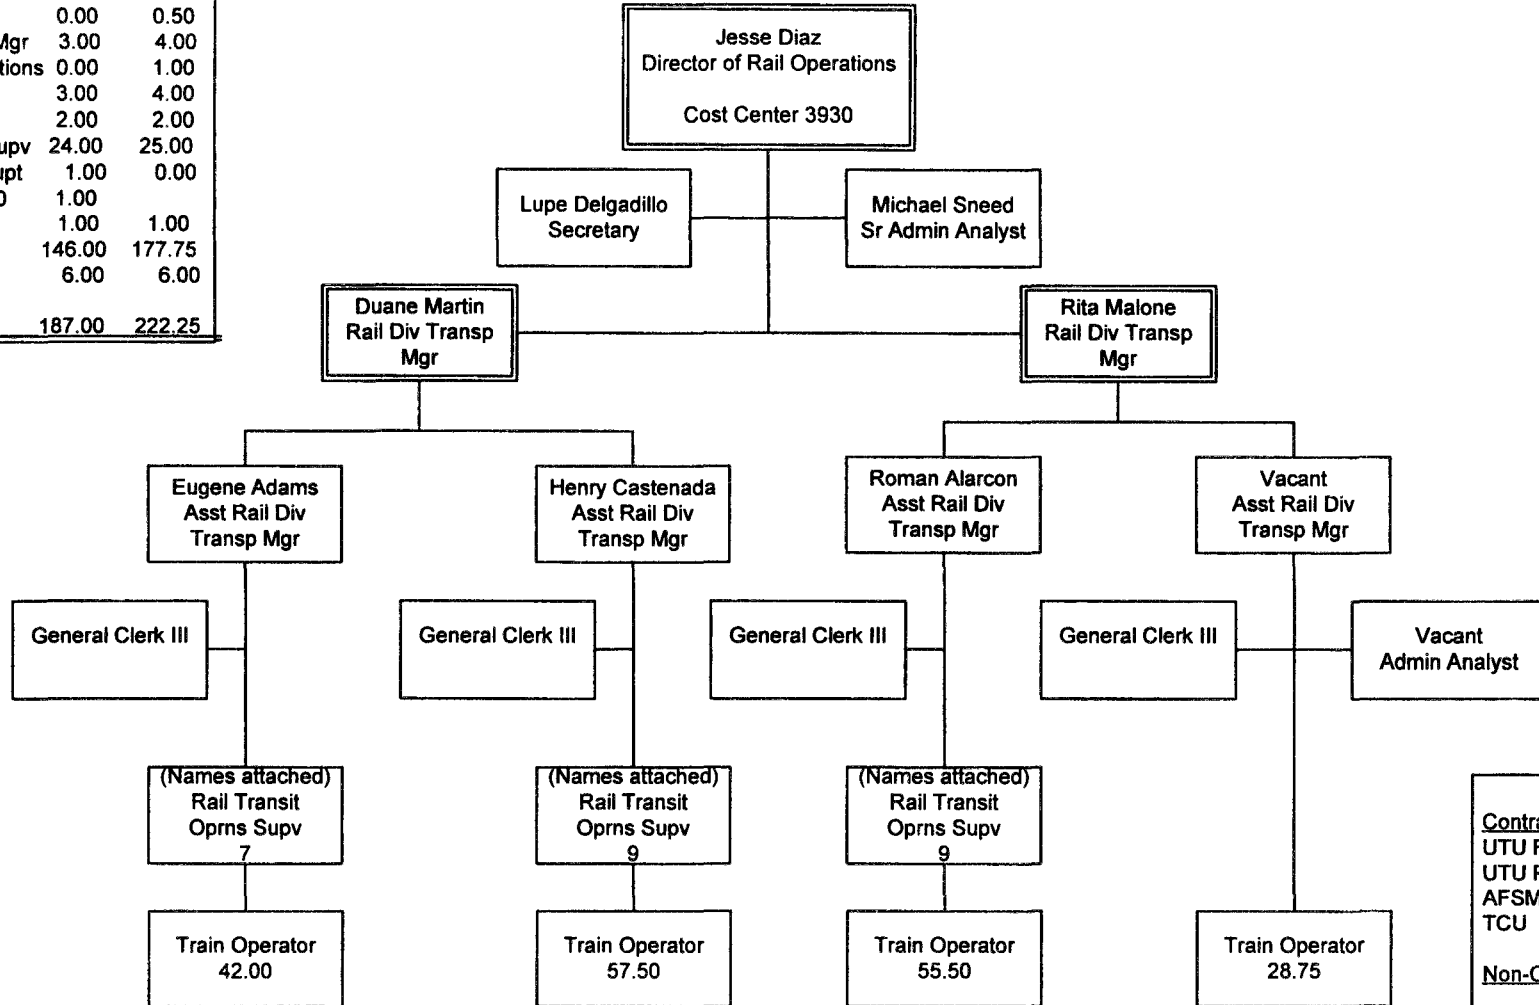 0.00 0.50
Mgr 3.00 4.00
tions 0.00 1.00
3.00 4.00
2.00 2.00
upv 24.00 25.00
upt 1.00 0.00
0 1.00
1.00 1.00
146.00 177.75
6.00 6.00
187.00 222.25
Jesse Diaz
Director of Rail Operations
Cost Center 3930
Lupe Delgadillo
Secretary
Michael Sneed
Sr Admin Analyst
Duane Martin
Rail Div Transp
Mgr
Rita Malone
Rail Div Transp
Mgr
Eugene Adams
Asst Rail Div
Transp Mgr
Henry Castenada
Asst Rail Div
Transp Mgr
Roman Alarcon
Asst Rail Div
Transp Mgr
Vacant
Asst Rail Div
Transp Mgr
General Clerk III
General Clerk III
General Clerk III
General Clerk III
Vacant
Admin Analyst
(Names attached)
Rail Transit
Oprns Supv
7
(Names attached)
Rail Transit
Oprns Supv
9
(Names attached)
Rail Transit
Oprns Supv
9
Train Operator
42.00
Train Operator
57.50
Train Operator
55.50
Train Operator
28.75
Contra
UTU F
UTU F
AFSM
TCU
Non-C